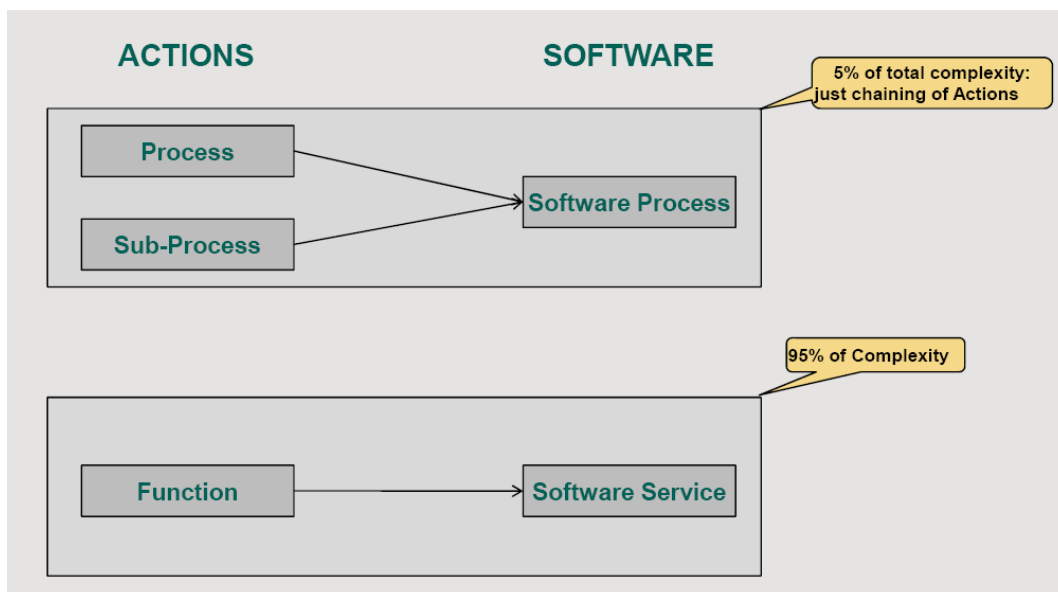 ACTIONS
SOFTWARE
5% of total complexity:
just chaining of Actions
Process
Software Process
Sub-Process
95% of Complexity
Function
Software Service